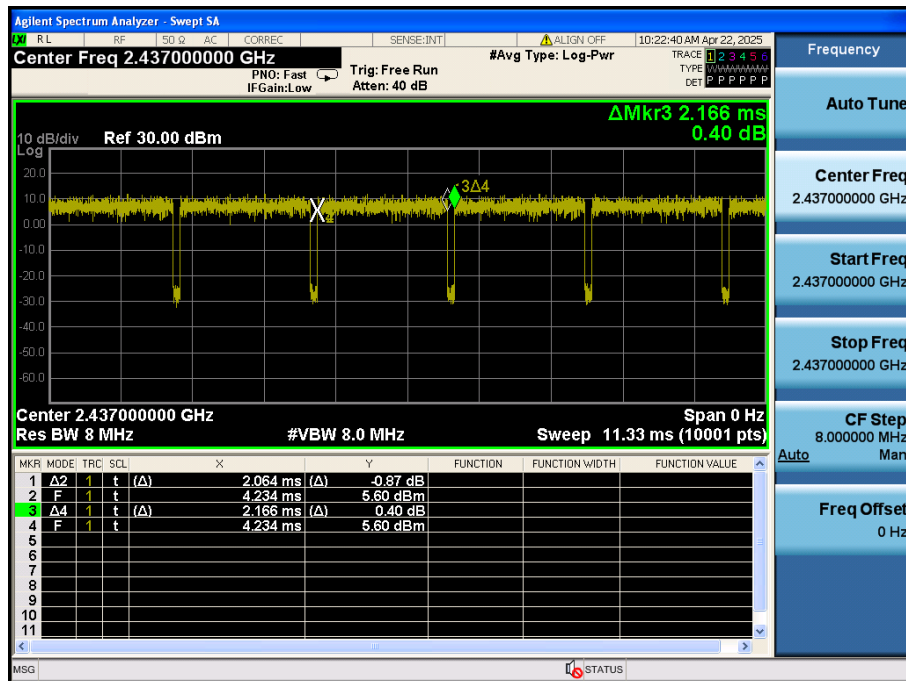 Agilent Spectrum Analyzer - Swept SA
LXI RL RF 50 Ω AC CORREC SENSE:INT ALIGN OFF 10:22:40 AM Apr 22, 2025
Center Freq 2.437000000 GHz #Avg Type: Log-Pwr TRACE 1 2 3 4 5 6
PNO: Fast Trig: Free Run TYPE WWWWWW
IFGain:Low Atten: 40 dB DET P P P P P P
ΔMkr3 2.166 ms
0.40 dB
10 dB/div Ref 30.00 dBm
Log
20.0
10.0
0.00
-10.0
-20.0
-30.0
-40.0
-50.0
-60.0
3Δ4
Center 2.437000000 GHz Span 0 Hz
Res BW 8 MHz #VBW 8.0 MHz Sweep 11.33 ms (10001 pts)
MKR MODE TRC SCL X Y FUNCTION FUNCTION WIDTH FUNCTION VALUE
1 Δ2 1 t (Δ) 2.064 ms (Δ) -0.87 dB
2 F 1 t 4.234 ms 5.60 dBm
3 Δ4 1 t (Δ) 2.166 ms (Δ) 0.40 dB
4 F 1 t 4.234 ms 5.60 dBm
5
6
7
8
9
10
11
MSG STATUS
Frequency
Auto Tune
Center Freq
2.437000000 GHz
Start Freq
2.437000000 GHz
Stop Freq
2.437000000 GHz
CF Step
8.000000 MHz
Auto Man
Freq Offset
0 Hz